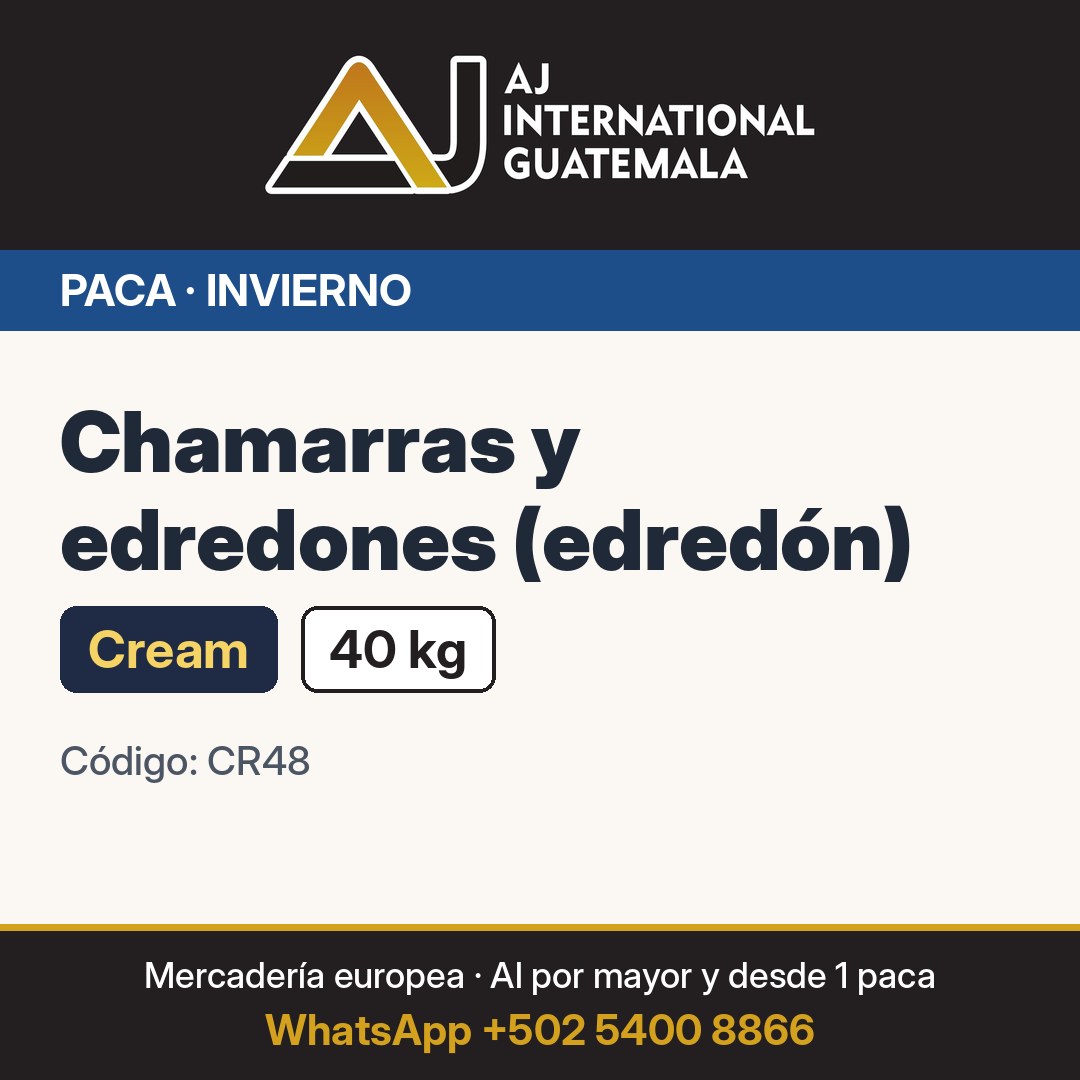 AJ
INTERNATIONAL
GUATEMALA
PACA · INVIERNO
Chamarras y
edredones (edredón)
Cream
40 kg
Código: CR48
Mercadería europea · Al por mayor y desde 1 paca
WhatsApp +502 5400 8866